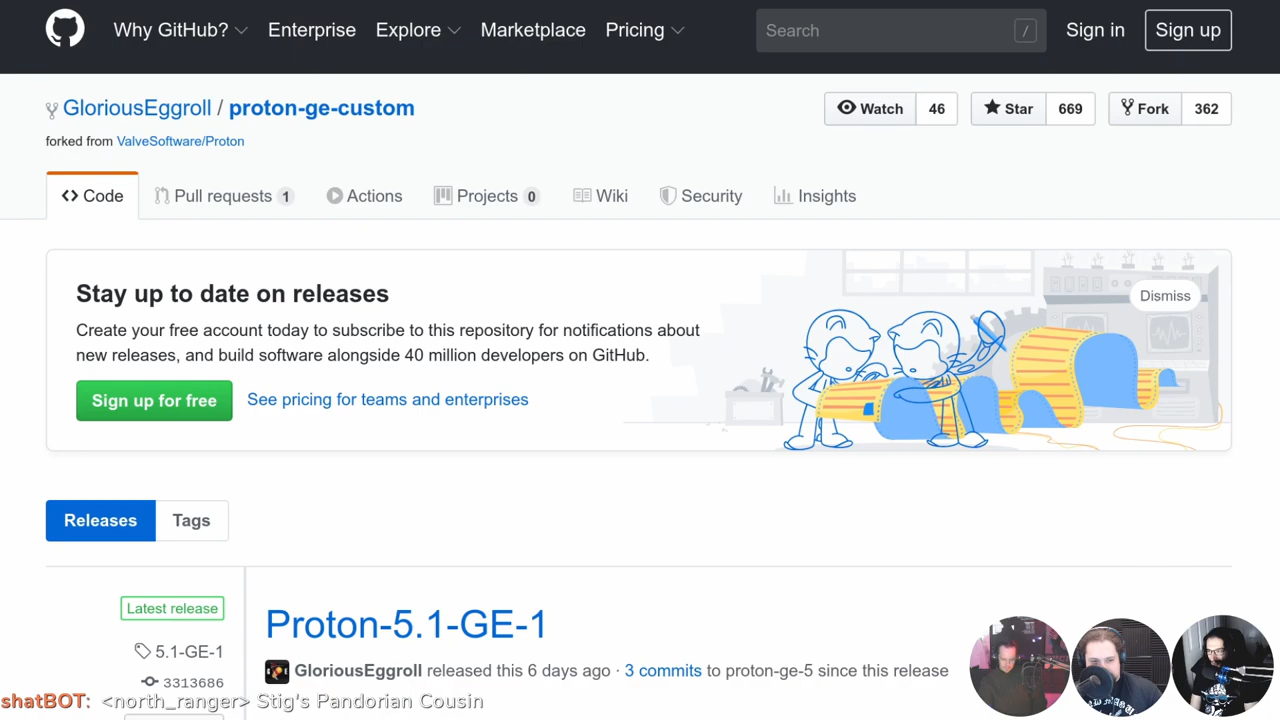 Why GitHub? Enterprise Explore Marketplace Pricing Search / Sign in Sign up
GloriousEggroll / proton-ge-custom
Watch 46 Star 669 Fork 362
forked from ValveSoftware/Proton
Code Pull requests 1 Actions Projects 0 Wiki Security Insights
Stay up to date on releases
Dismiss
Create your free account today to subscribe to this repository for notifications about
new releases, and build software alongside 40 million developers on GitHub.
Sign up for free See pricing for teams and enterprises
Releases Tags
Latest release
Proton-5.1-GE-1
5.1-GE-1
GloriousEggroll released this 6 days ago · 3 commits to proton-ge-5 since this release
3313686
shatBOT: <north_ranger> Stig's Pandorian Cousin